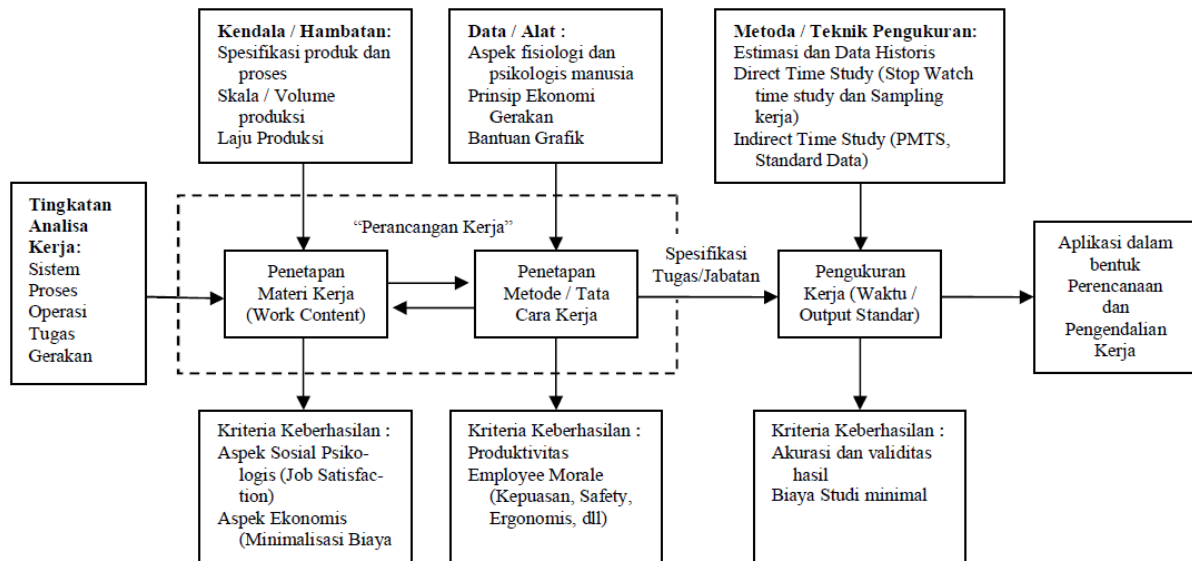 Kendala / Hambatan:
Spesifikasi produk dan
proses
Skala / Volume
produksi
Laju Produksi
Data / Alat :
Aspek fisiologi dan
psikologis manusia
Prinsip Ekonomi
Gerakan
Bantuan Grafik
Metoda / Teknik Pengukuran:
Estimasi dan Data Historis
Direct Time Study (Stop Watch
time study dan Sampling
kerja)
Indirect Time Study (PMTS,
Standard Data)
Tingkatan
Analisa
Kerja:
Sistem
Proses
Operasi
Tugas
Gerakan
“Perancangan Kerja”
Penetapan
Materi Kerja
(Work Content)
Penetapan
Metode / Tata
Cara Kerja
Spesifikasi
Tugas/Jabatan
Pengukuran
Kerja (Waktu /
Output Standar)
Aplikasi dalam
bentuk
Perencanaan
dan
Pengendalian
Kerja
Kriteria Keberhasilan :
Aspek Sosial Psiko-
logis (Job Satisfac-
tion)
Aspek Ekonomis
(Minimalisasi Biaya
Kriteria Keberhasilan :
Produktivitas
Employee Morale
(Kepuasan, Safety,
Ergonomis, dll)
Kriteria Keberhasilan :
Akurasi dan validitas
hasil
Biaya Studi minimal